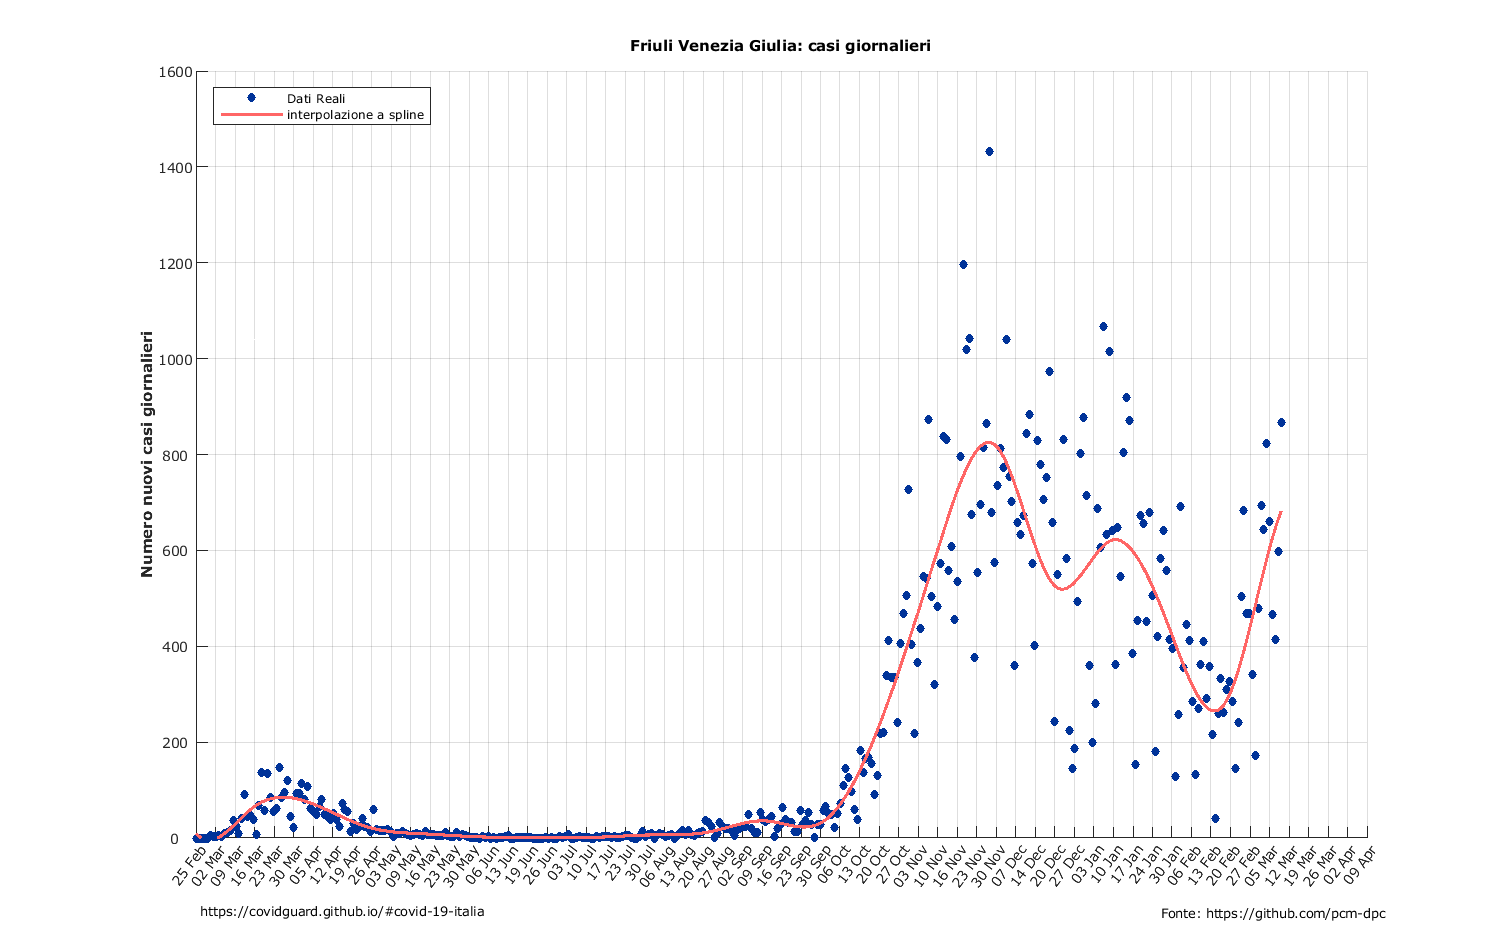 Friuli Venezia Giulia: casi giornalieri
Dati Reali
interpolazione a spline
Numero nuovi casi giornalieri
1600
1400
1200
1000
800
600
400
200
0
25 Feb
02 Mar
09 Mar
16 Mar
23 Mar
30 Mar
05 Apr
12 Apr
19 Apr
26 Apr
03 May
09 May
16 May
23 May
30 May
06 Jun
13 Jun
19 Jun
26 Jun
03 Jul
10 Jul
17 Jul
23 Jul
30 Jul
06 Aug
13 Aug
20 Aug
27 Aug
02 Sep
09 Sep
16 Sep
23 Sep
30 Sep
06 Oct
13 Oct
20 Oct
27 Oct
03 Nov
10 Nov
16 Nov
23 Nov
30 Dec
07 Dec
14 Dec
20 Dec
27 Jan
03 Jan
10 Jan
17 Jan
24 Jan
30 Feb
06 Feb
13 Feb
20 Feb
27 Mar
05 Mar
12 Mar
19 Mar
26 Apr
02 Apr
09 Apr
https://covidguard.github.io/#covid-19-italia
Fonte: https://github.com/pcm-dpc